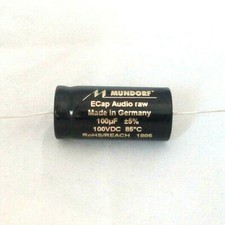 MUNDORF
ECap Audio raw
Made in Germany
100µF ±5%
100VDC 85°C
RoHS/REACH